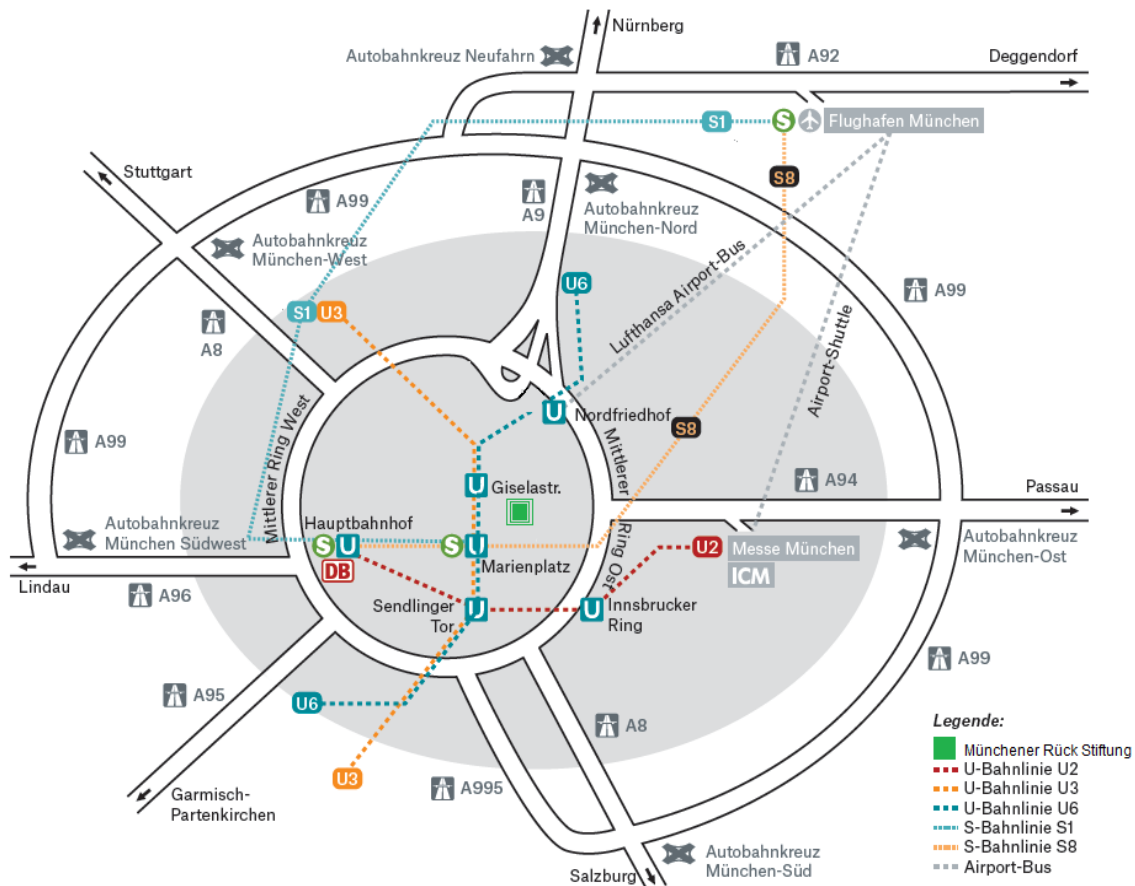 Nürnberg
Autobahnkreuz Neufahrn
A92
Deggendorf
S1
S
Flughafen München
Stuttgart
S8
A99
A9
Autobahnkreuz
München-Nord
Autobahnkreuz
München-West
Lufthansa Airport-Bus
U6
A99
S1
U3
A8
Airport-Shuttle
U
Nordfriedhof
S8
Mittlerer Ring West
Mittlerer
Ring Ost
A99
A94
Passau
U
Giselastr.
Autobahnkreuz
München Südwest
Hauptbahnhof
S
U
DB
S
U
Marienplatz
U2
Messe München
ICM
Autobahnkreuz
München-Ost
Lindau
A96
Sendlinger
Tor
U
U
Innsbrucker
Ring
A99
A95
U6
A8
U3
A995
Garmisch-
Partenkirchen
Salzburg
Autobahnkreuz
München-Süd
Legende:
Münchener Rück Stiftung
U-Bahnlinie U2
U-Bahnlinie U3
U-Bahnlinie U6
S-Bahnlinie S1
S-Bahnlinie S8
Airport-Bus